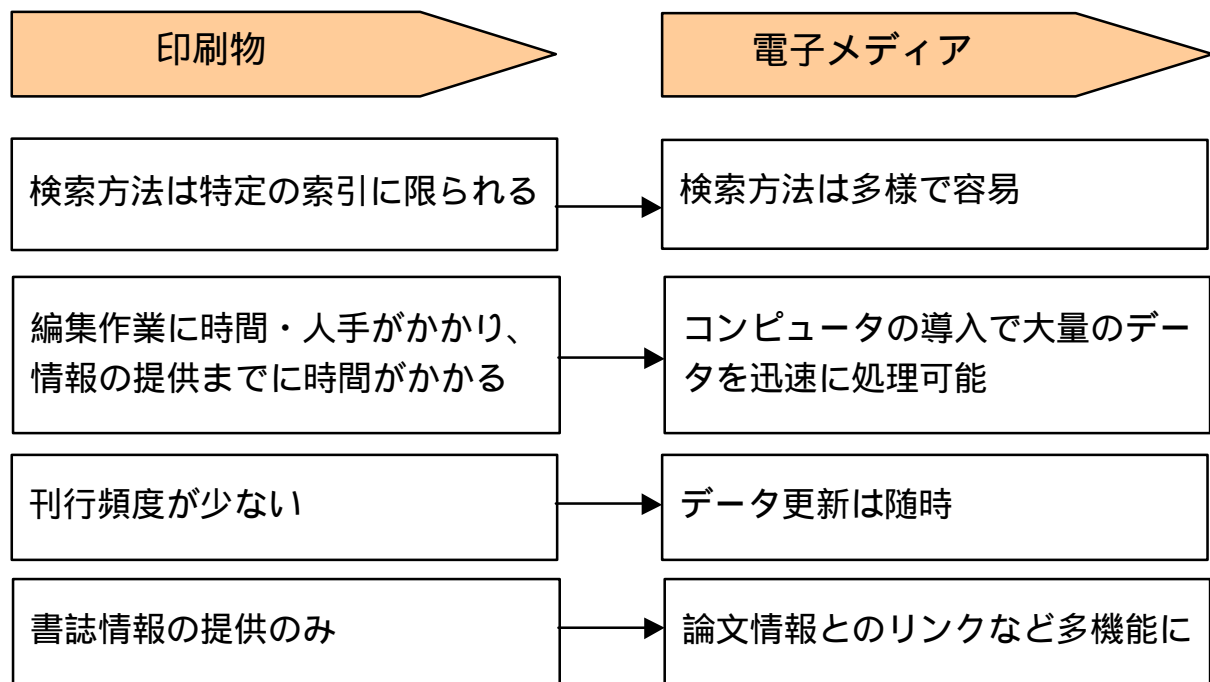 印刷物
電子メディア
検索方法は特定の索引に限られる
検索方法は多様で容易
編集作業に時間・人手がかかり、
情報の提供までに時間がかかる
コンピュータの導入で大量のデー
タを迅速に処理可能
刊行頻度が少ない
データ更新は随時
書誌情報の提供のみ
論文情報とのリンクなど多機能に